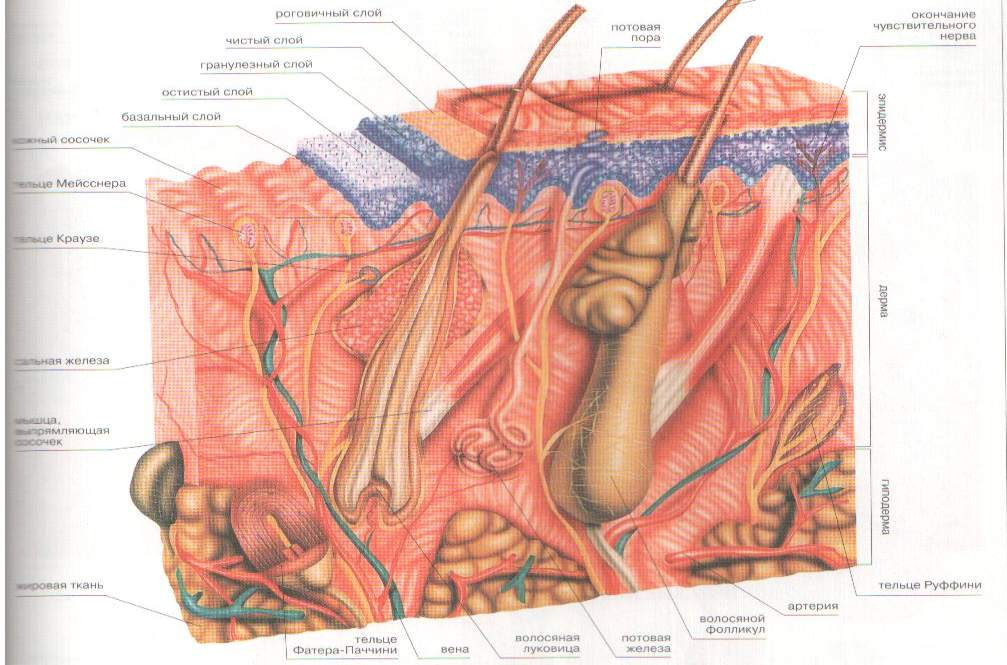 роговичный слой
чистый слой
гранулезный слой
остистый слой
базальный слой
кожный сосочек
тельце Мейсснера
тельце Краузе
сальная железа
мышца,
выпрямляющая
сосочек
жировая ткань
тельце
Фатера-Паччини
вена
волосяная
луковица
потовая
железа
волосяной
фолликул
артерия
тельце Руффини
потовая
пора
окончание
чувствительного
нерва
эпидермис
дерма
гиподерма